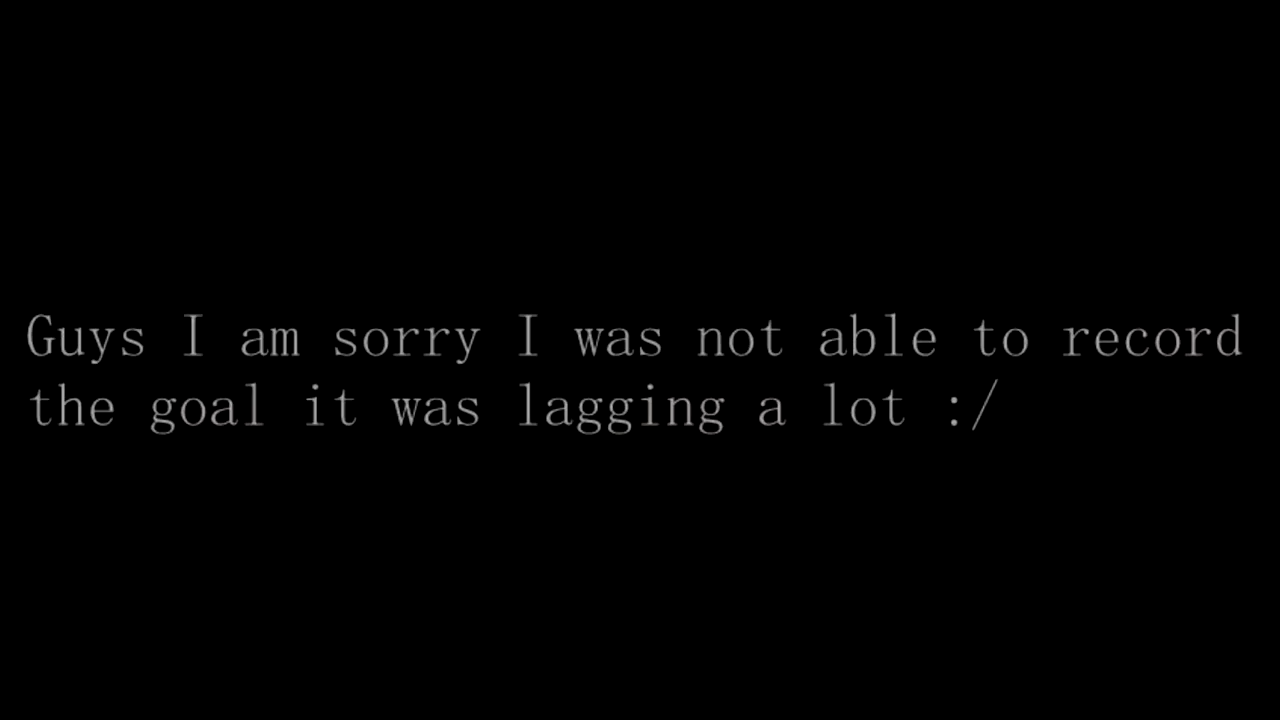 Guys I am sorry I was not able to record
the goal it was lagging a lot :/